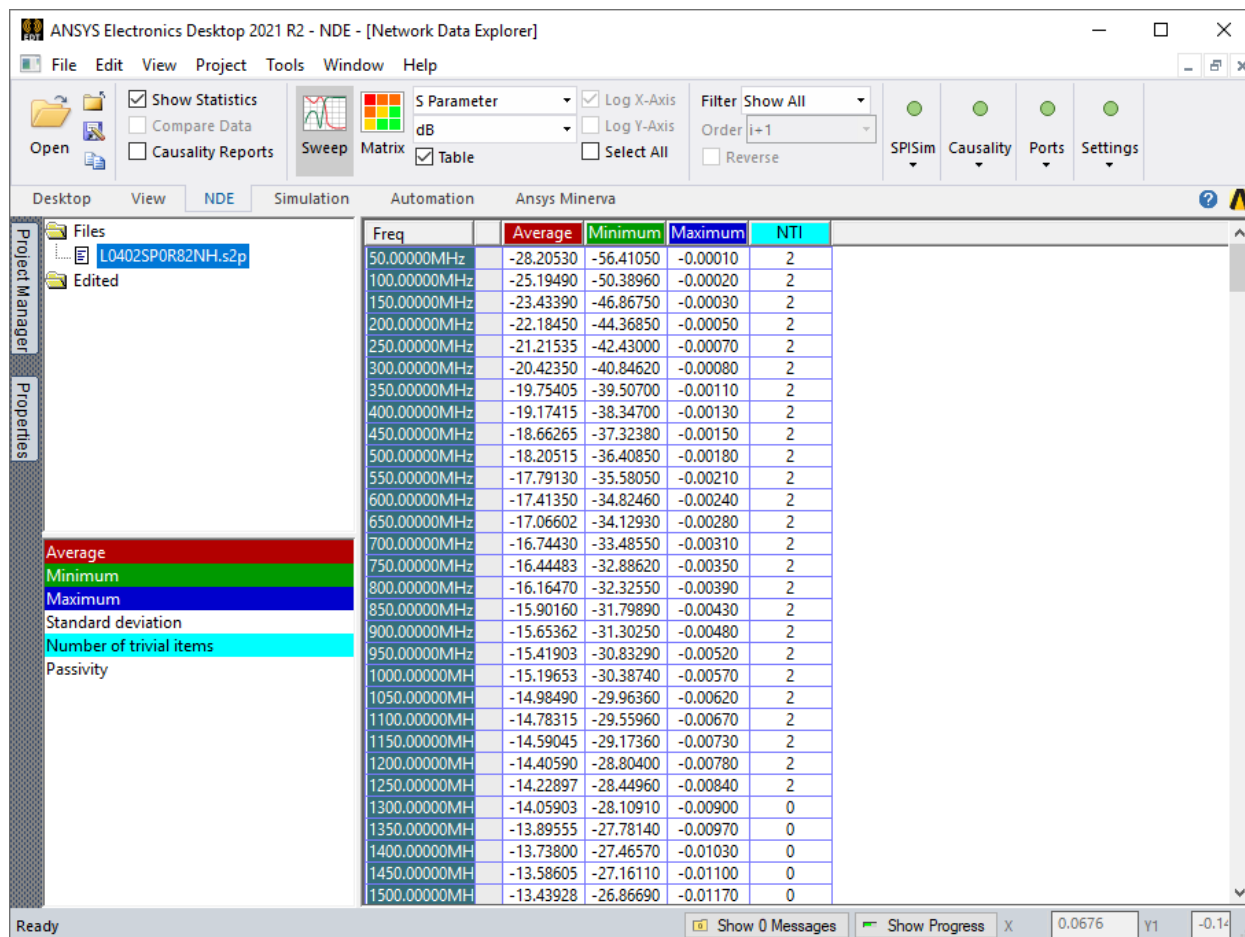 ANSYS Electronics Desktop 2021 R2 - NDE - [Network Data Explorer]
File Edit View Project Tools Window Help
Open
Show Statistics
Compare Data
Causality Reports
Sweep
Matrix
S Parameter
dB
Table
Log X-Axis
Log Y-Axis
Select All
Filter Show All
Order i+1
Reverse
SPISim
Causality
Ports
Settings
Desktop View NDE Simulation Automation Ansys Minerva
Project Manager
Properties
Files
L0402SP0R82NH.s2p
Edited
Average
Minimum
Maximum
Standard deviation
Number of trivial items
Passivity
Freq Average Minimum Maximum NTI
50.00000MHz -28.20530 -56.41050 -0.00010 2
100.00000MHz -25.19490 -50.38960 -0.00020 2
150.00000MHz -23.43390 -46.86750 -0.00030 2
200.00000MHz -22.18450 -44.36850 -0.00050 2
250.00000MHz -21.21535 -42.43000 -0.00070 2
300.00000MHz -20.42350 -40.84620 -0.00080 2
350.00000MHz -19.75405 -39.50700 -0.00110 2
400.00000MHz -19.17415 -38.34700 -0.00130 2
450.00000MHz -18.66265 -37.32380 -0.00150 2
500.00000MHz -18.20515 -36.40850 -0.00180 2
550.00000MHz -17.79130 -35.58050 -0.00210 2
600.00000MHz -17.41350 -34.82460 -0.00240 2
650.00000MHz -17.06602 -34.12930 -0.00280 2
700.00000MHz -16.74430 -33.48550 -0.00310 2
750.00000MHz -16.44483 -32.88620 -0.00350 2
800.00000MHz -16.16470 -32.32550 -0.00390 2
850.00000MHz -15.90160 -31.79890 -0.00430 2
900.00000MHz -15.65362 -31.30250 -0.00480 2
950.00000MHz -15.41903 -30.83290 -0.00520 2
1000.00000MH -15.19653 -30.38740 -0.00570 2
1050.00000MH -14.98490 -29.96360 -0.00620 2
1100.00000MH -14.78315 -29.55960 -0.00670 2
1150.00000MH -14.59045 -29.17360 -0.00730 2
1200.00000MH -14.40590 -28.80400 -0.00780 2
1250.00000MH -14.22897 -28.44960 -0.00840 2
1300.00000MH -14.05903 -28.10910 -0.00900 0
1350.00000MH -13.89555 -27.78140 -0.00970 0
1400.00000MH -13.73800 -27.46570 -0.01030 0
1450.00000MH -13.58605 -27.16110 -0.01100 0
1500.00000MH -13.43928 -26.86690 -0.01170 0
Ready Show 0 Messages Show Progress X 0.0676 Y1 -0.14